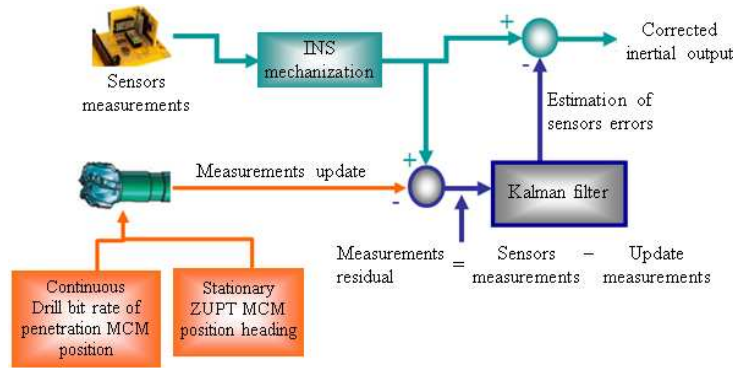 INS
mechanization
Corrected
inertial output
Sensors
measurements
Estimation of
sensors errors
Measurements update
Kalman filter
Measurements
residual
=
Sensors
measurements
–
Update
measurements
Continuous
Drill bit rate of
penetration MCM
position
Stationary
ZUPT MCM
position heading
+
-
+
-